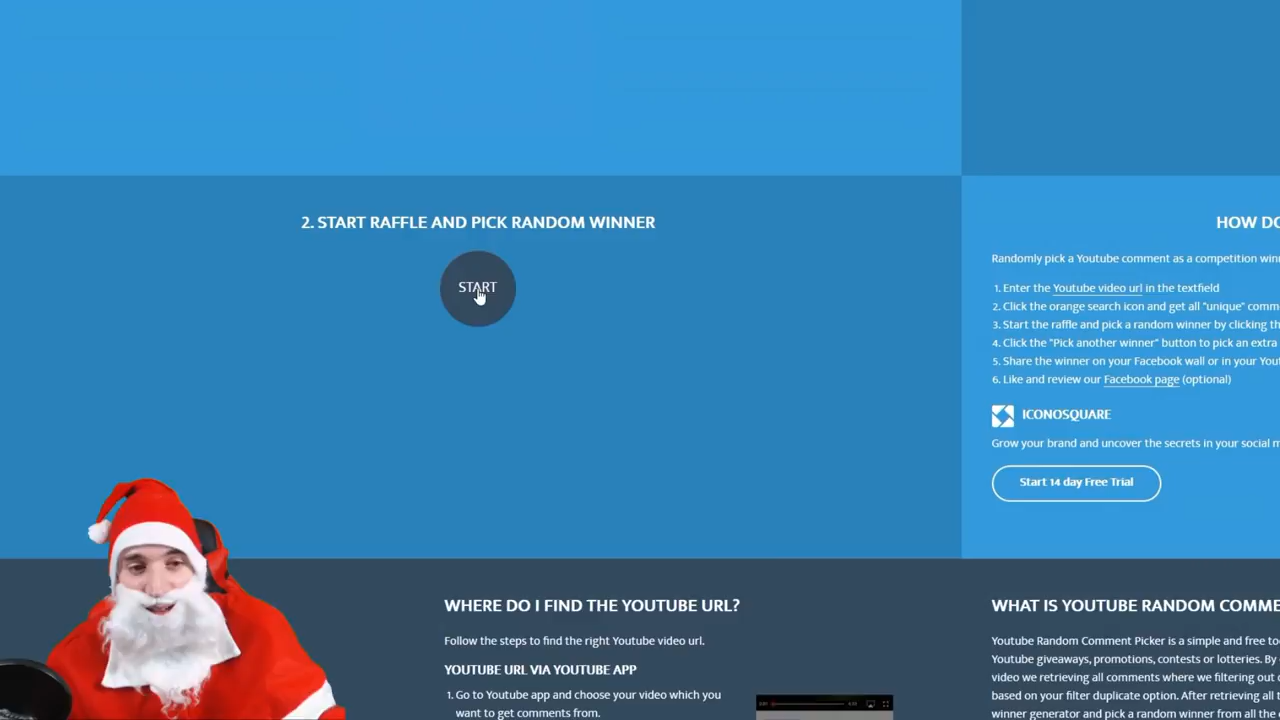 2. START RAFFLE AND PICK RANDOM WINNER
START
HOW DO
Randomly pick a Youtube comment as a competition
1. Enter the Youtube video url in the textfield
2. Click the orange search icon and get all "unique"
3. Start the raffle and pick a random winner by clicking
4. Click the "Pick another winner" button to pick an extra
5. Share the winner on your Facebook wall or in your
6. Like and review our Facebook page (optional)
ICONOSQUARE
Grow your brand and uncover the secrets in your social
Start 14 day Free Trial
WHERE DO I FIND THE YOUTUBE URL?
Follow the steps to find the right Youtube video url.
YOUTUBE URL VIA YOUTUBE APP
1. Go to Youtube app and choose your video which you
want to get comments from.
WHAT IS YOUTUBE RANDOM
Youtube Random Comment Picker is a simple and free
Youtube giveaways, promotions, contests or lotteries. By
video we retrieving all comments where we filtering out
based on your filter duplicate option. After retrieving all
winner generator and pick a random winner from all the